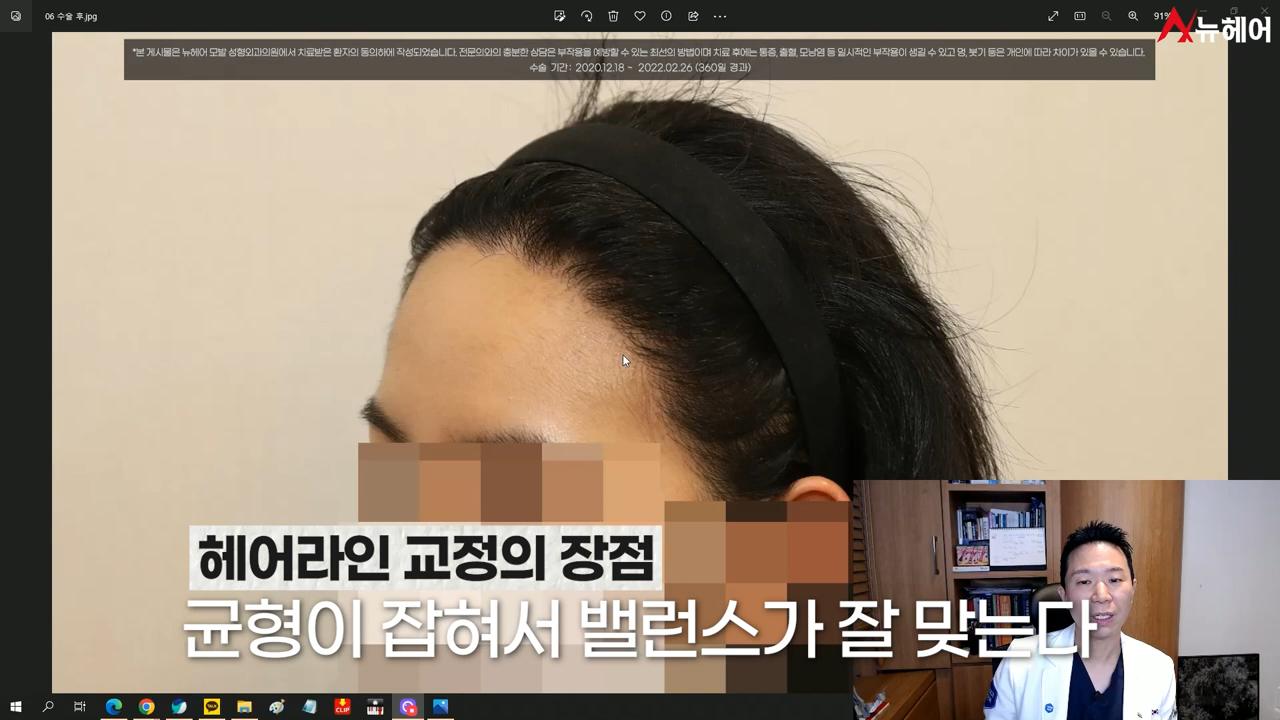 06 수술 후.jpg
91%
뉴헤어
*본 게시물은 뉴헤어 모발 성형외과의원에서 치료받은 환자의 동의하에 작성되었습니다. 전문의와의 충분한 상담은 부작용을 예방할 수 있는 최선의 방법이며 치료 후에는 통증, 출혈, 모낭염 등 일시적인 부작용이 생길 수 있고 멍, 붓기 등은 개인에 따라 차이가 있을 수 있습니다.
수술 기간 : 2020.12.18 ~ 2022.02.26 (360일 경과)
헤어라인 교정의 장점
균형이 잡혀서 밸런스가 잘 맞는다
CLIP